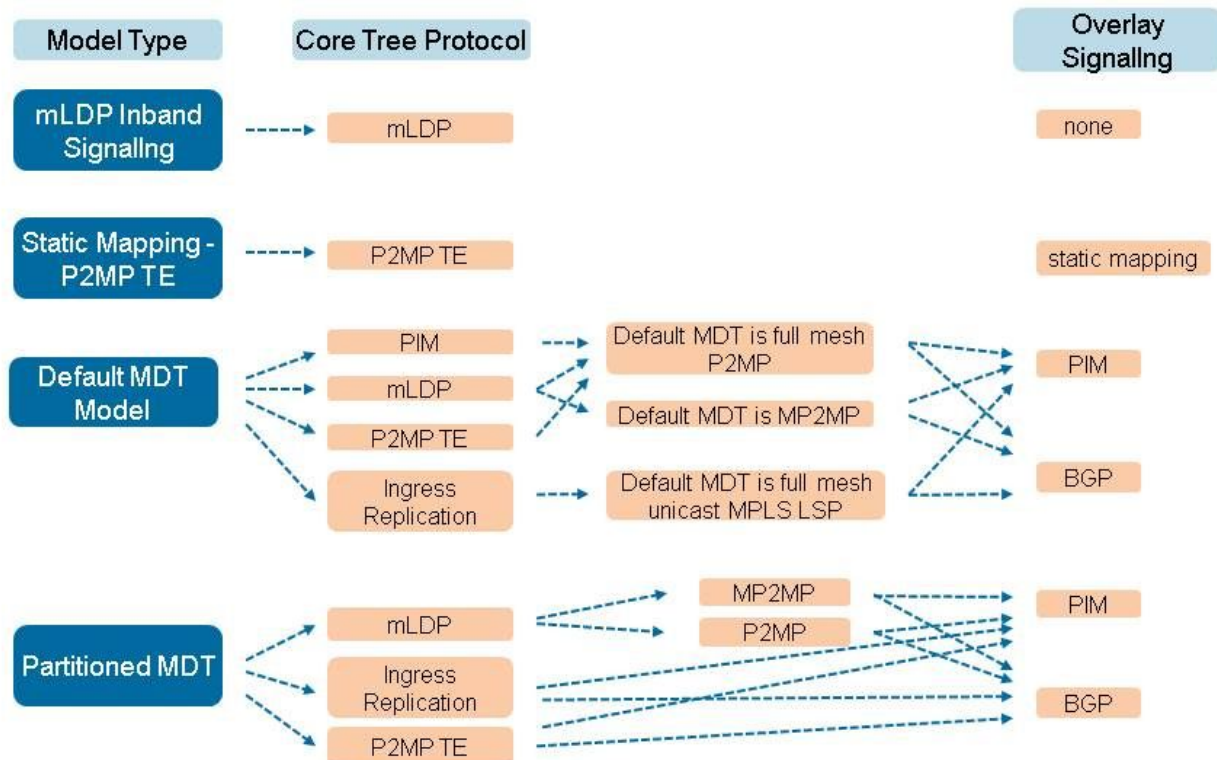 Model Type
Core Tree Protocol
Overlay
Signallng
mLDP Inband
Signallng
mLDP
none
Static Mapping -
P2MP TE
P2MP TE
static mapping
Default MDT
Model
PIM
mLDP
P2MP TE
Ingress
Replication
Default MDT is full mesh
P2MP
Default MDT is MP2MP
Default MDT is full mesh
unicast MPLS LSP
PIM
BGP
Partitioned MDT
mLDP
Ingress
Replication
P2MP TE
MP2MP
P2MP
PIM
BGP